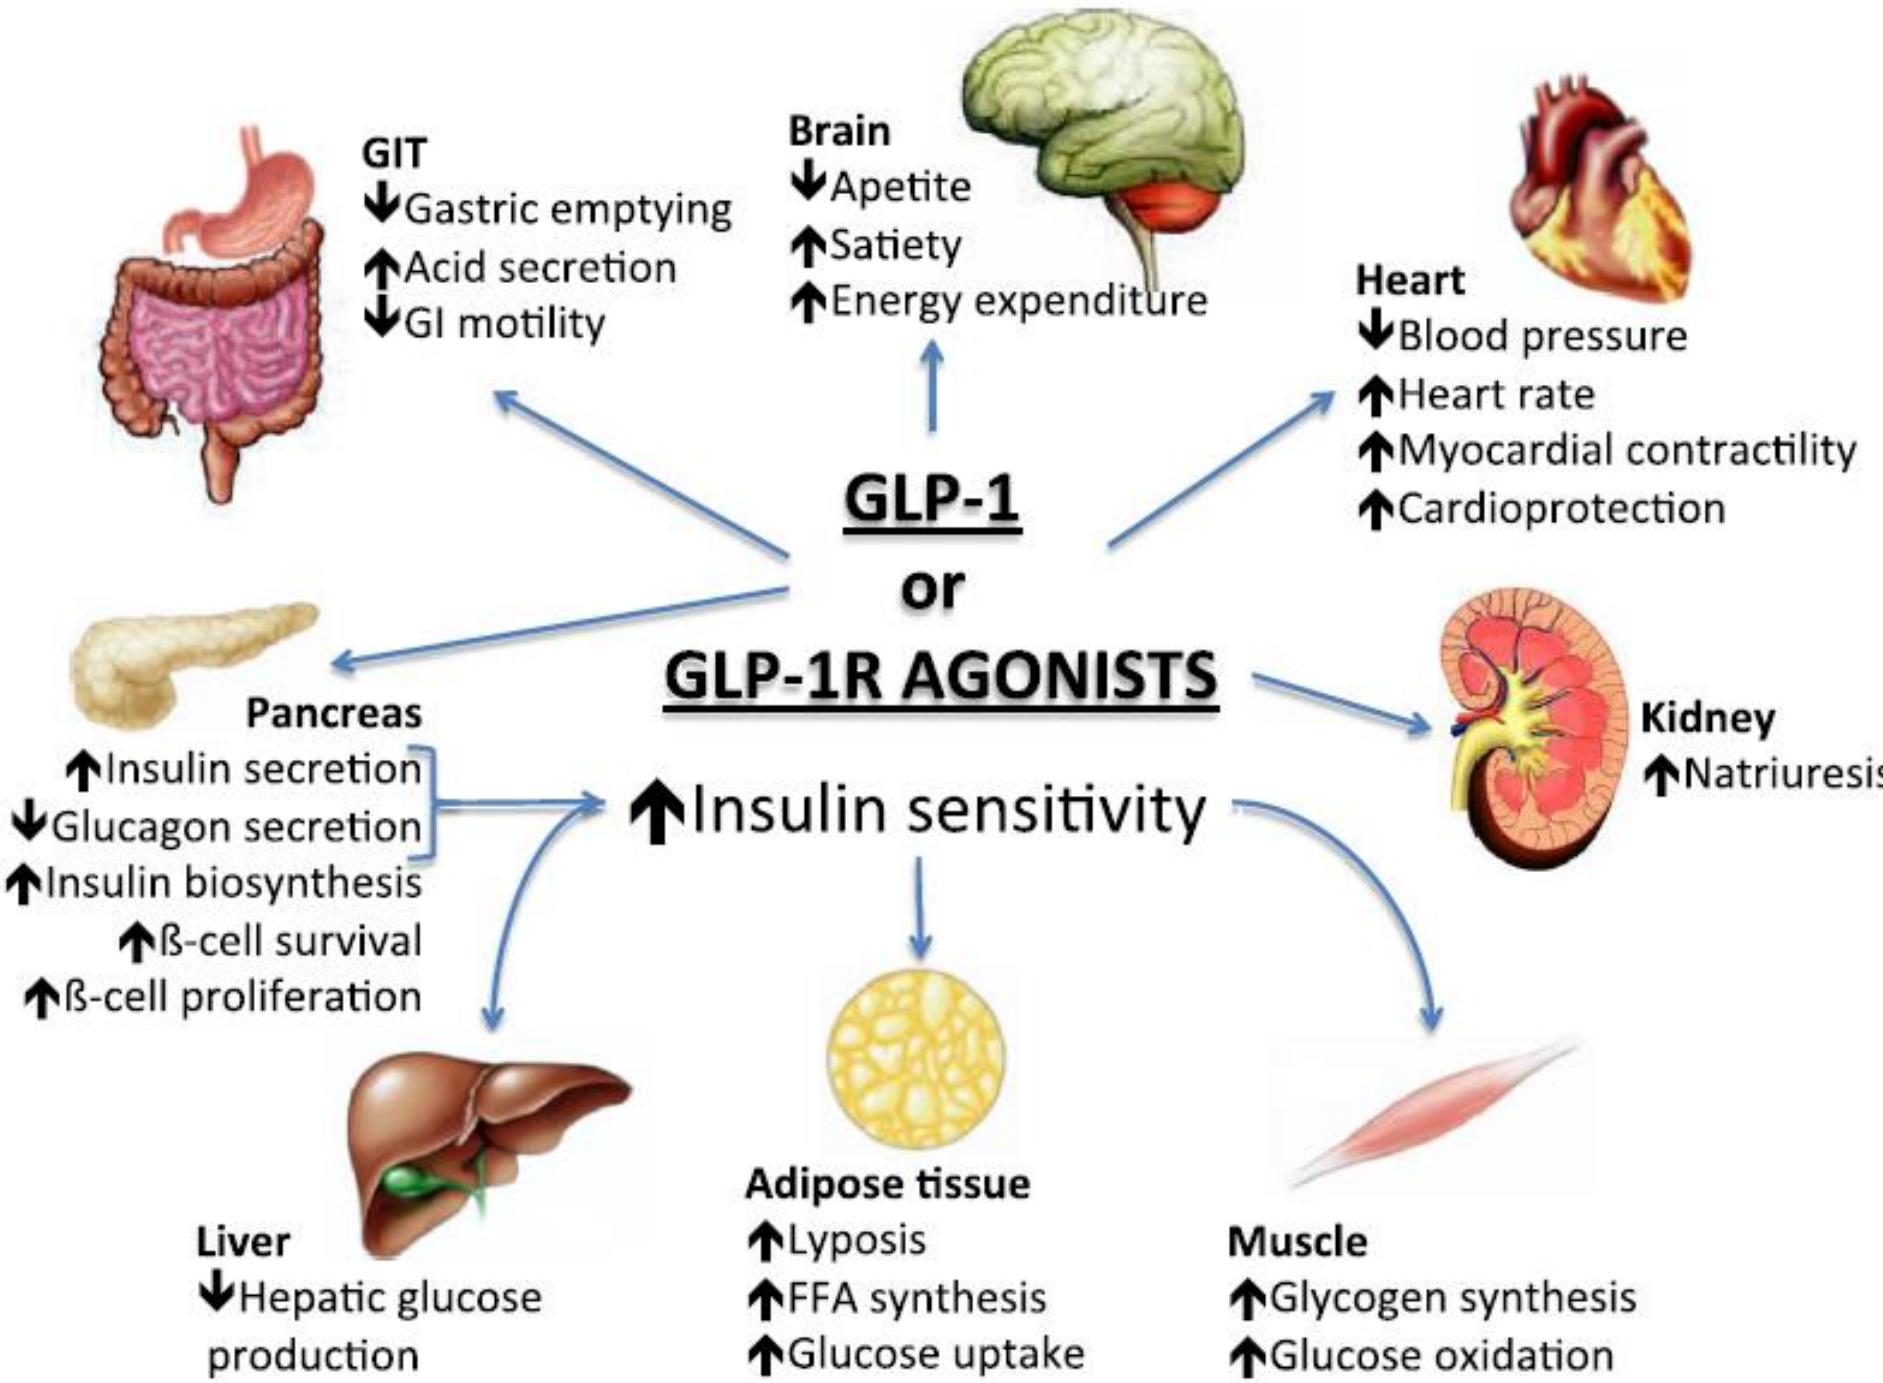 GIT
↓Gastric emptying
↑Acid secretion
↓GI motility
Brain
↓Apetite
↑Satiety
↑Energy expenditure
Heart
↓Blood pressure
↑Heart rate
↑Myocardial contractility
↑Cardioprotection
GLP-1
or
GLP-1R AGONISTS
↑Insulin sensitivity
Pancreas
↑Insulin secretion
↓Glucagon secretion
↑Insulin biosynthesis
↑ß-cell survival
↑ß-cell proliferation
Kidney
↑Natriuresis
Liver
↓Hepatic glucose
production
Adipose tissue
↑Lyposis
↑FFA synthesis
↑Glucose uptake
Muscle
↑Glycogen synthesis
↑Glucose oxidation